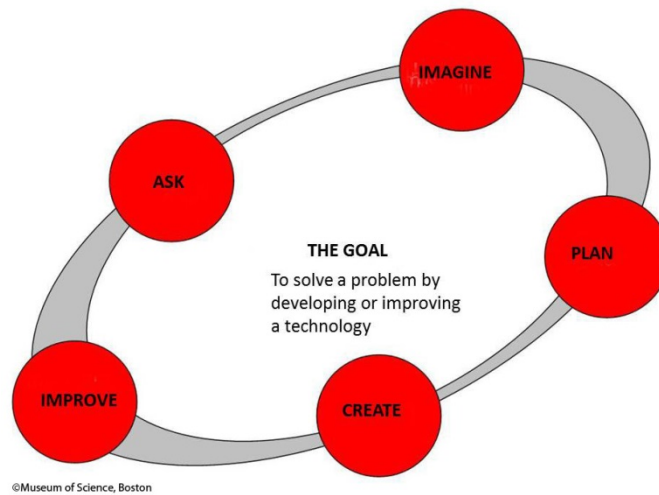 IMAGINE
ASK
THE GOAL
To solve a problem by
developing or improving
a technology
PLAN
IMPROVE
CREATE
©Museum of Science, Boston